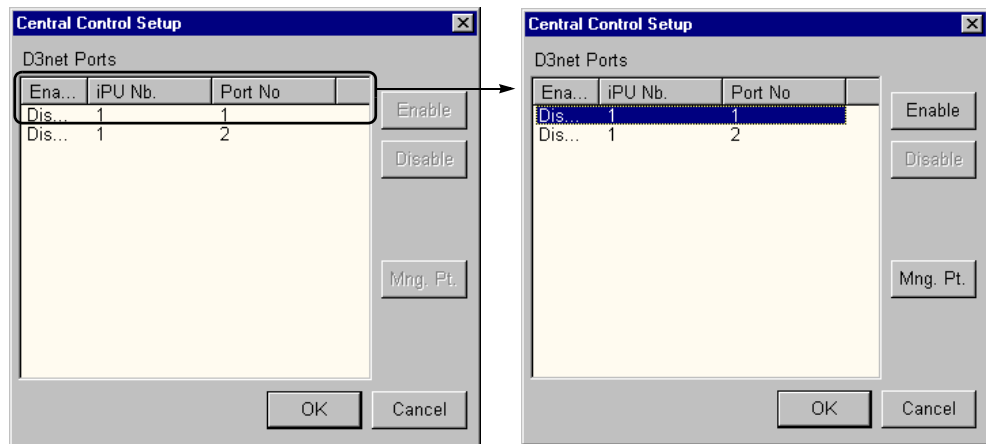 Central Control Setup
D3net Ports
Ena... iPU Nb. Port No
Dis... 1 1
Dis... 1 2
Enable
Disable
Mng. Pt.
OK Cancel
Central Control Setup
D3net Ports
Ena... iPU Nb. Port No
Dis... 1 1
Dis... 1 2
Enable
Disable
Mng. Pt.
OK Cancel